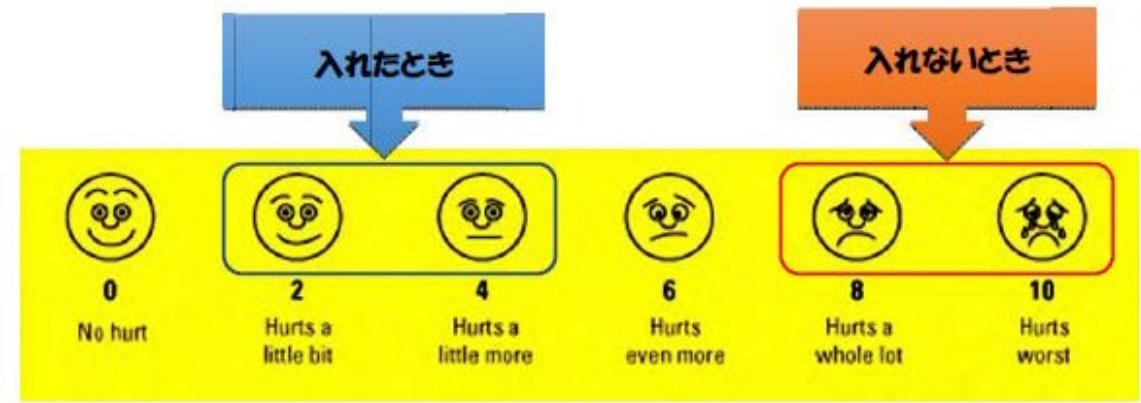 入れたとき
入れないとき
0
2
4
6
8
10
No hurt
Hurts a
little bit
Hurts a
little more
Hurts
even more
Hurts a
whole lot
Hurts
worst